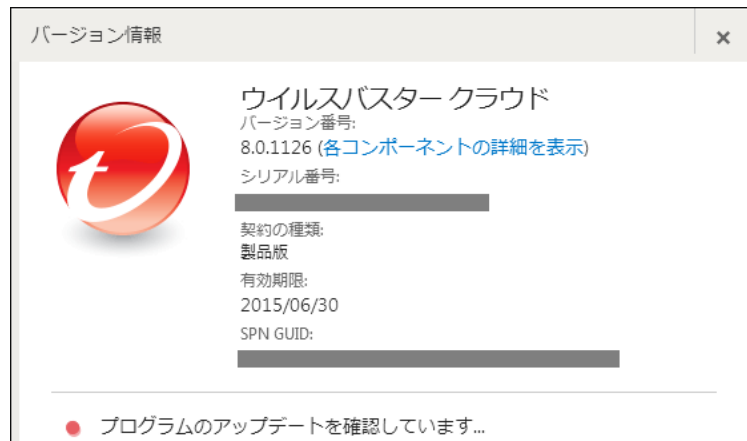 バージョン情報
ウイルスバスター クラウド
バージョン番号:
8.0.1126 (各コンポーネントの詳細を表示)
シリアル番号:
契約の種類:
製品版
有効期限:
2015/06/30
SPN GUID:
プログラムのアップデートを確認しています...